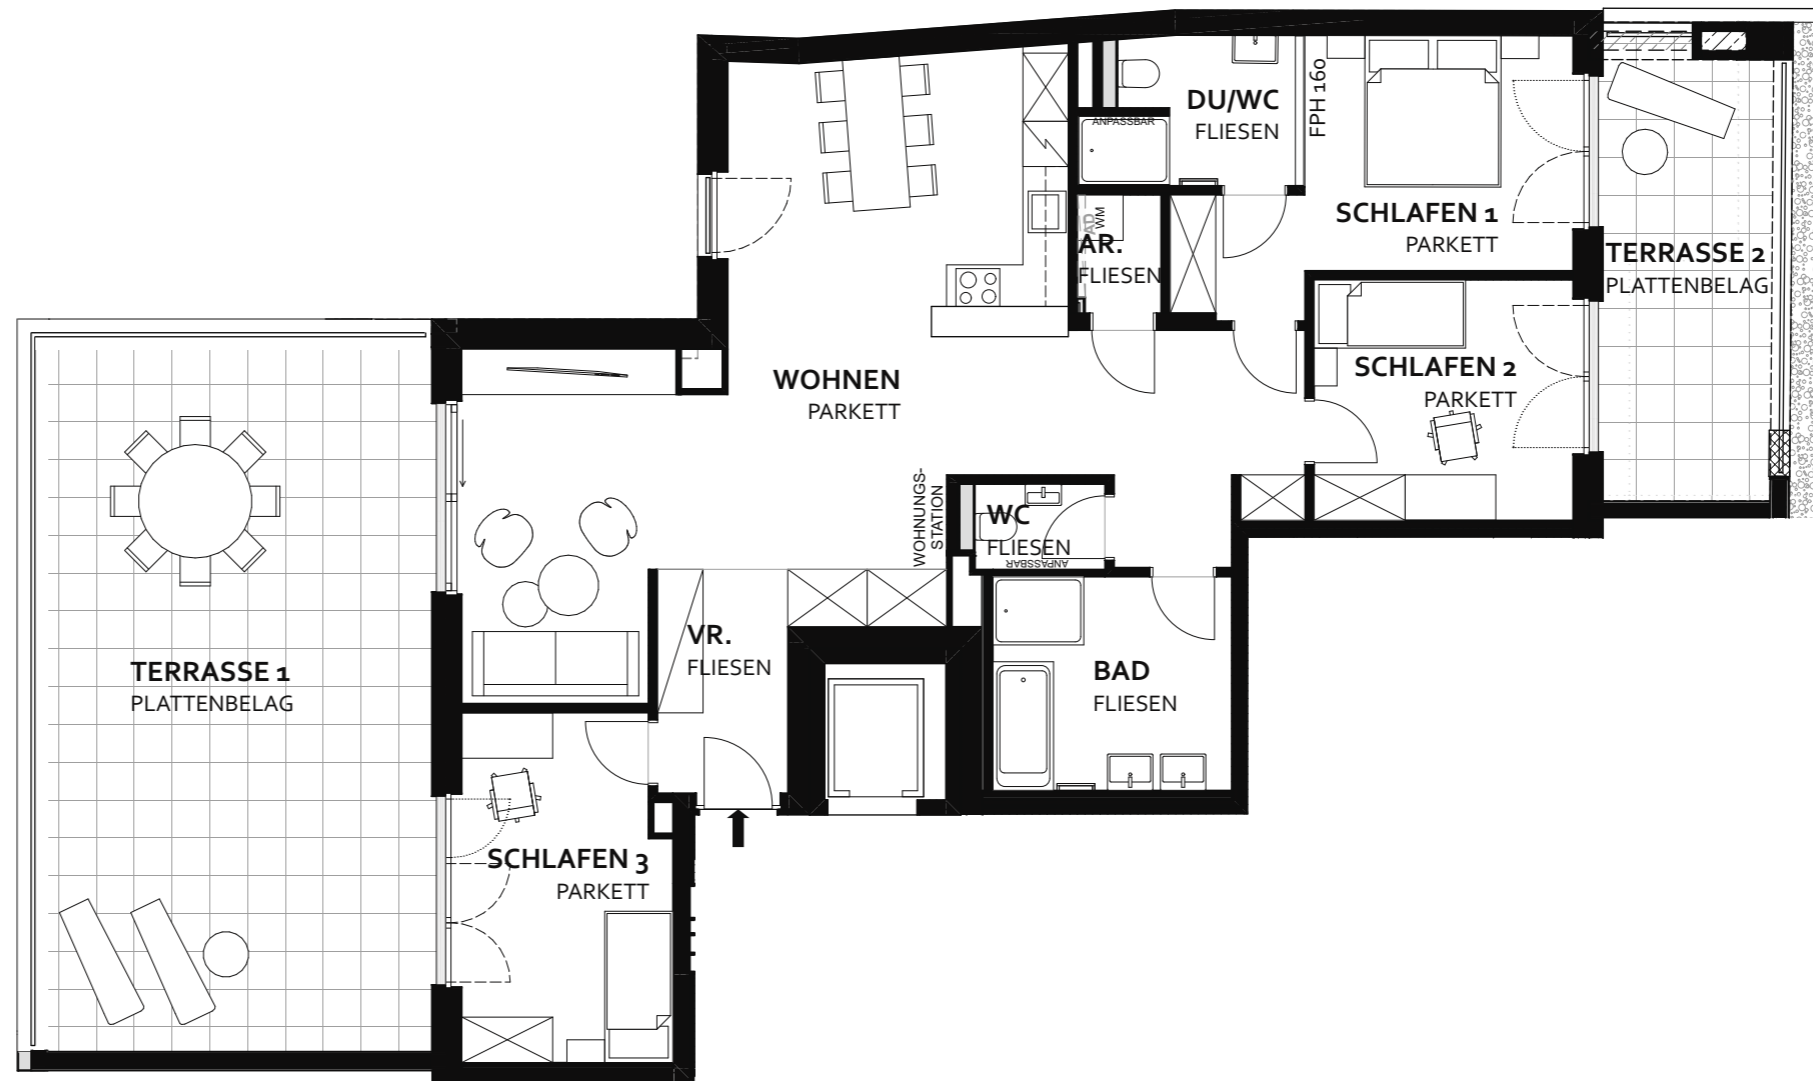 DU/WC
FLIESEN
ANPASSBAR
FPH 160
SCHLAFEN 1
PARKETT
WM
AR.
FLIESEN
TERRASSE 2
PLATTENBELAG
SCHLAFEN 2
PARKETT
WOHNEN
PARKETT
WOHNUNGS-
STATION
WC
FLIESEN
ANPASSBAR
VR.
FLIESEN
BAD
FLIESEN
TERRASSE 1
PLATTENBELAG
SCHLAFEN 3
PARKETT